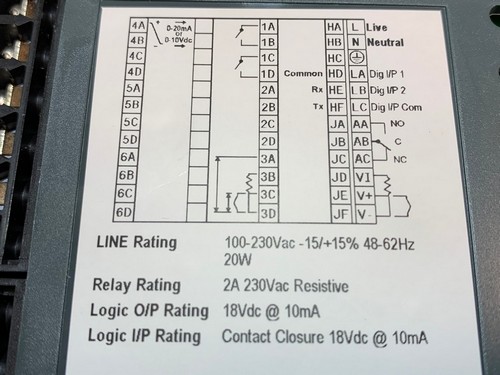 4A 0-20mA 1A HA L Live
4B or 0-10Vdc 1B HB N Neutral
4C 1C HC
4D 1D Common HD LA Dig I/P 1
5A 2A Rx HE LB Dig I/P 2
5B 2B Tx HF LC Dig I/P Com
5C 2C JA AA NO
5D 2D JB AB C
6A 3A JC AC NC
6B 3B JD VI
6C 3C JE V+
6D 3D JF V-
LINE Rating 100-230Vac -15/+15% 48-62Hz
20W
Relay Rating 2A 230Vac Resistive
Logic O/P Rating 18Vdc @ 10mA
Logic I/P Rating Contact Closure 18Vdc @ 10mA